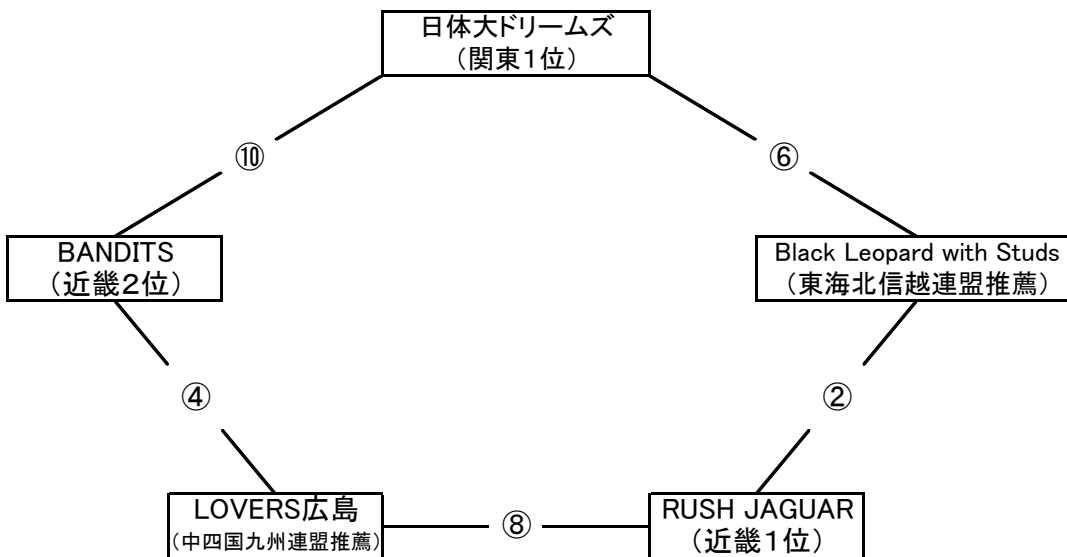 日体大ドリームズ
（関東１位）
⑩
⑥
BANDITS
（近畿２位）
Black Leopard with Studs
（東海北信越連盟推薦）
④
②
LOVERS広島
（中四国九州連盟推薦）
⑧
RUSH JAGUAR
（近畿１位）